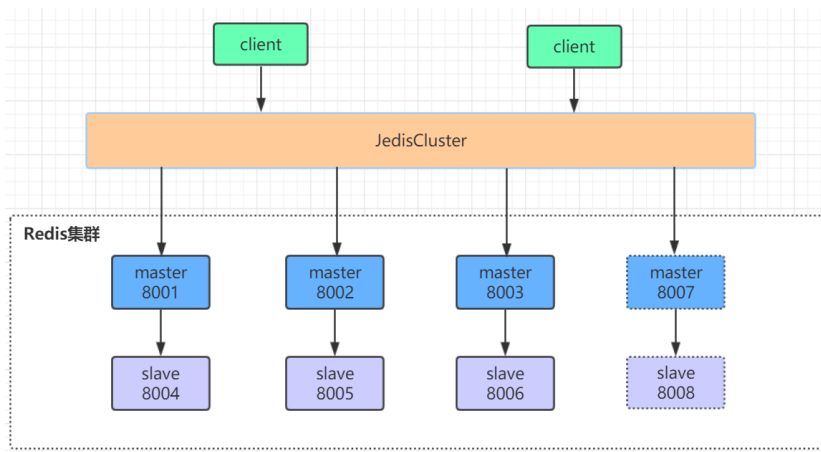 client
client
JedisCluster
Redis集群
master
8001
master
8002
master
8003
master
8007
slave
8004
slave
8005
slave
8006
slave
8008